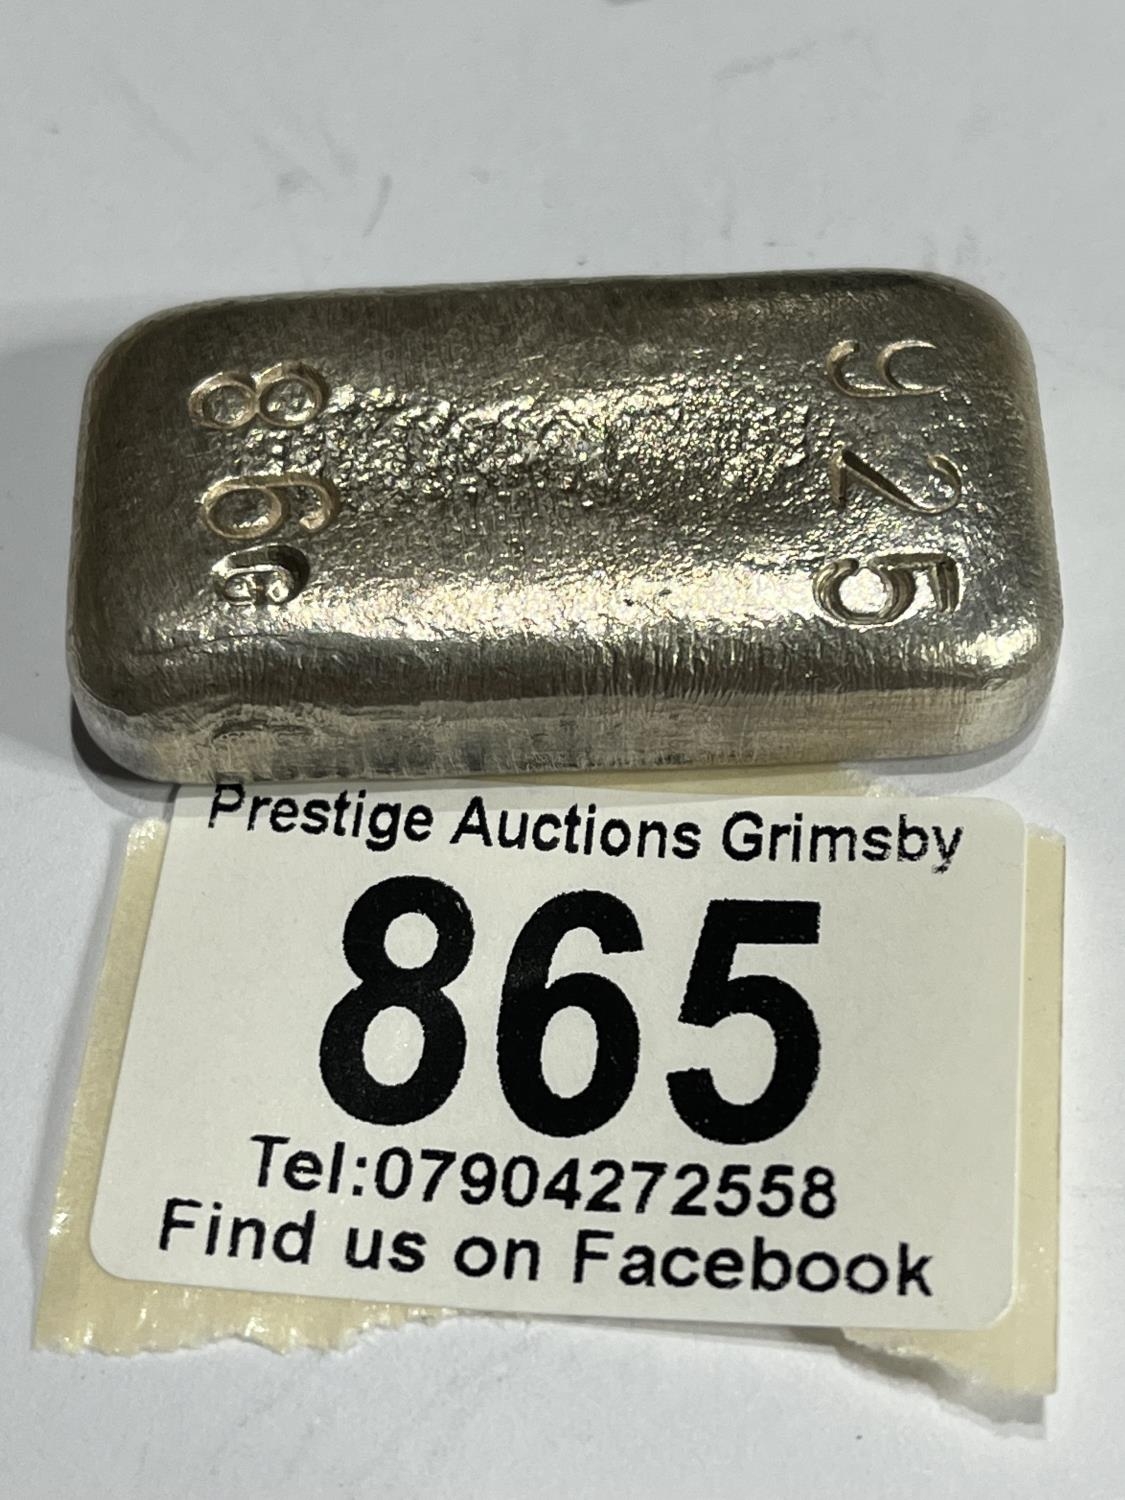 925
86G
Prestige Auctions Grimsby
865
Tel:07904272558
Find us on Facebook